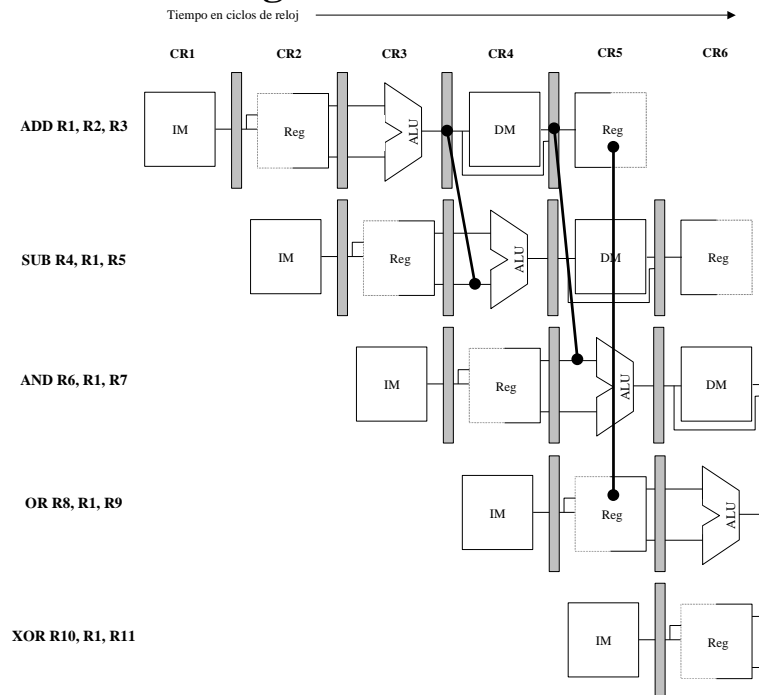 Tiempo en ciclos de reloj
CR1 CR2 CR3 CR4 CR5 CR6
ADD R1, R2, R3
IM
Reg
ALU
DM
Reg
SUB R4, R1, R5
IM
Reg
ALU
DM
Reg
AND R6, R1, R7
IM
Reg
ALU
DM
OR R8, R1, R9
IM
Reg
ALU
XOR R10, R1, R11
IM
Reg